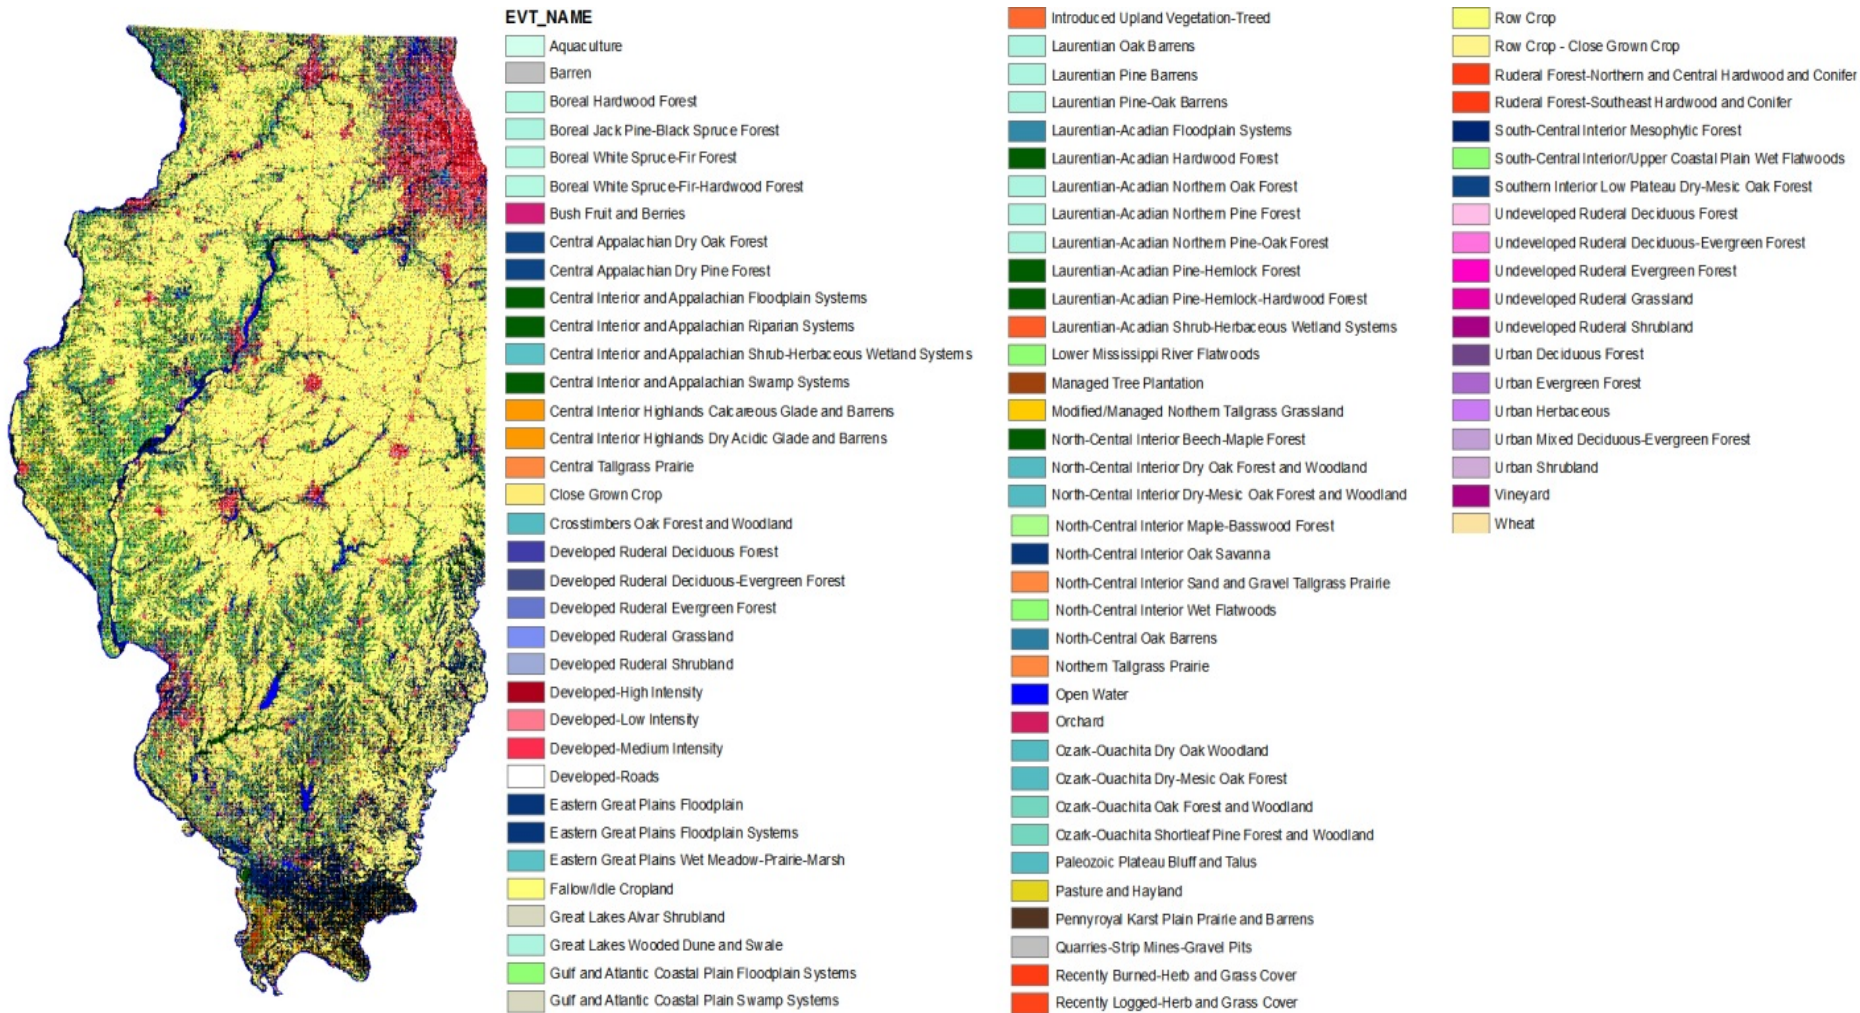 EVT_NAME
Aquaculture
Barren
Boreal Hardwood Forest
Boreal Jack Pine-Black Spruce Forest
Boreal White Spruce-Fir Forest
Boreal White Spruce-Fir-Hardwood Forest
Bush Fruit and Berries
Central Appalachian Dry Oak Forest
Central Appalachian Dry Pine Forest
Central Interior and Appalachian Floodplain Systems
Central Interior and Appalachian Riparian Systems
Central Interior and Appalachian Shrub-Herbaceous Wetland Systems
Central Interior and Appalachian Swamp Systems
Central Interior Highlands Calcareous Glade and Barrens
Central Interior Highlands Dry Acidic Glade and Barrens
Central Tallgrass Prairie
Close Grown Crop
Crosstimbers Oak Forest and Woodland
Developed Ruderal Deciduous Forest
Developed Ruderal Deciduous-Evergreen Forest
Developed Ruderal Evergreen Forest
Developed Ruderal Grassland
Developed Ruderal Shrubland
Developed-High Intensity
Developed-Low Intensity
Developed-Medium Intensity
Developed-Roads
Eastern Great Plains Floodplain
Eastern Great Plains Floodplain Systems
Eastern Great Plains Wet Meadow-Prairie-Marsh
Fallow/Idle Cropland
Great Lakes Alvar Shrubland
Great Lakes Wooded Dune and Swale
Gulf and Atlantic Coastal Plain Floodplain Systems
Gulf and Atlantic Coastal Plain Swamp Systems
Introduced Upland Vegetation-Treed
Laurentian Oak Barrens
Laurentian Pine Barrens
Laurentian Pine-Oak Barrens
Laurentian-Acadian Floodplain Systems
Laurentian-Acadian Hardwood Forest
Laurentian-Acadian Northern Oak Forest
Laurentian-Acadian Northern Pine Forest
Laurentian-Acadian Northern Pine-Oak Forest
Laurentian-Acadian Pine-Hemlock Forest
Laurentian-Acadian Pine-Hemlock-Hardwood Forest
Laurentian-Acadian Shrub-Herbaceous Wetland Systems
Lower Mississippi River Flatwoods
Managed Tree Plantation
Modified/Managed Northern Tallgrass Grassland
North-Central Interior Beech-Maple Forest
North-Central Interior Dry Oak Forest and Woodland
North-Central Interior Dry-Mesic Oak Forest and Woodland
North-Central Interior Maple-Basswood Forest
North-Central Interior Oak Savanna
North-Central Interior Sand and Gravel Tallgrass Prairie
North-Central Interior Wet Flatwoods
North-Central Oak Barrens
Northern Tallgrass Prairie
Open Water
Orchard
Ozark-Ouachita Dry Oak Woodland
Ozark-Ouachita Dry-Mesic Oak Forest
Ozark-Ouachita Oak Forest and Woodland
Ozark-Ouachita Shortleaf Pine Forest and Woodland
Paleozoic Plateau Bluff and Talus
Pasture and Hayland
Pennyroyal Karst Plain Prairie and Barrens
Quarries-Strip Mines-Gravel Pits
Recently Burned-Herb and Grass Cover
Recently Logged-Herb and Grass Cover
Row Crop
Row Crop - Close Grown Crop
Ruderal Forest-Northern and Central Hardwood and Conifer
Ruderal Forest-Southeast Hardwood and Conifer
South-Central Interior Mesophytic Forest
South-Central Interior/Upper Coastal Plain Wet Flatwoods
Southern Interior Low Plateau Dry-Mesic Oak Forest
Undeveloped Ruderal Deciduous Forest
Undeveloped Ruderal Deciduous-Evergreen Forest
Undeveloped Ruderal Evergreen Forest
Undeveloped Ruderal Grassland
Undeveloped Ruderal Shrubland
Urban Deciduous Forest
Urban Evergreen Forest
Urban Herbaceous
Urban Mixed Deciduous-Evergreen Forest
Urban Shrubland
Vineyard
Wheat